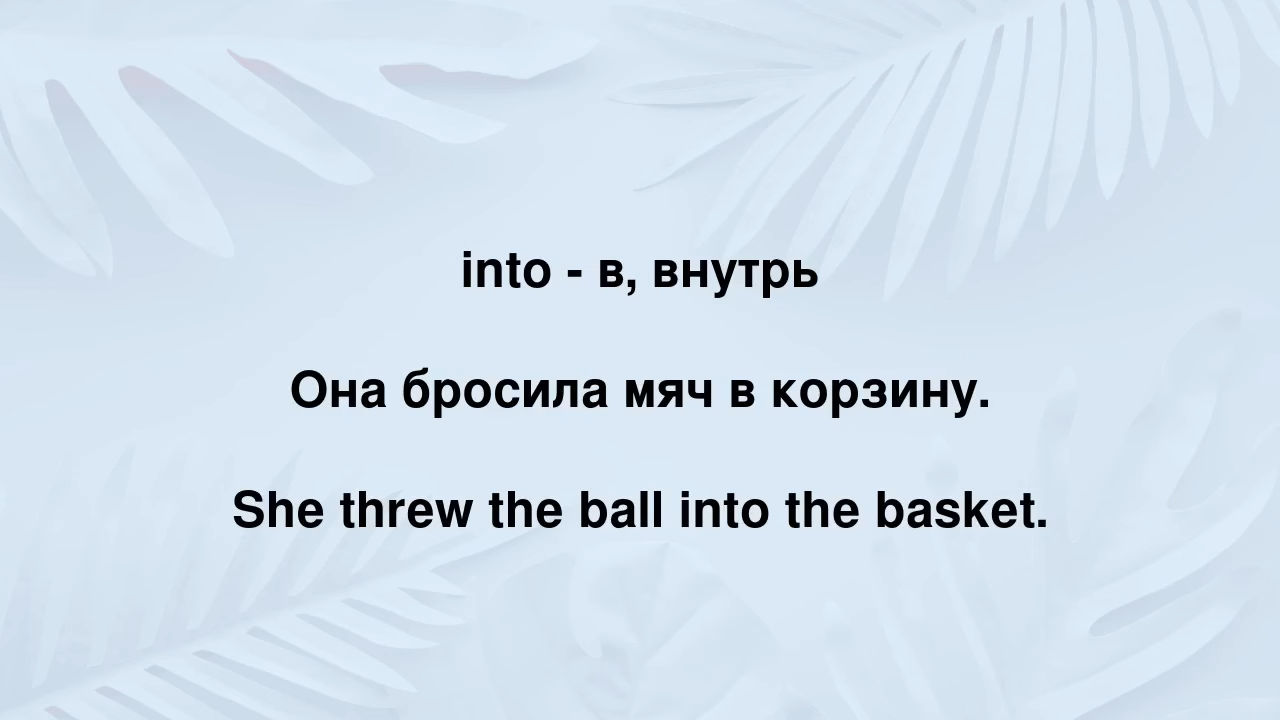 into - в, внутрь
Она бросила мяч в корзину.
She threw the ball into the basket.